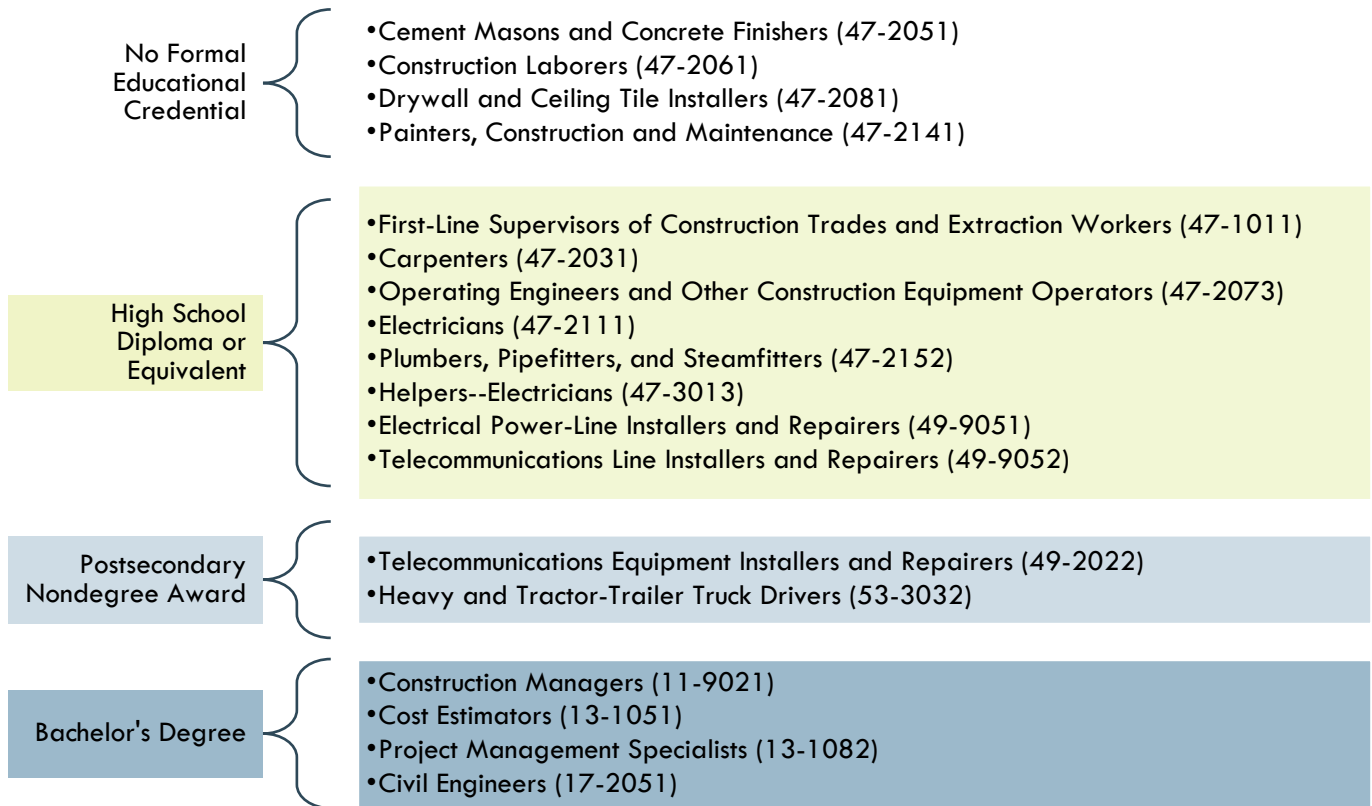 No Formal
Educational
Credential
•Cement Masons and Concrete Finishers (47-2051)
•Construction Laborers (47-2061)
•Drywall and Ceiling Tile Installers (47-2081)
•Painters, Construction and Maintenance (47-2141)
High School
Diploma or
Equivalent
•First-Line Supervisors of Construction Trades and Extraction Workers (47-1011)
•Carpenters (47-2031)
•Operating Engineers and Other Construction Equipment Operators (47-2073)
•Electricians (47-2111)
•Plumbers, Pipefitters, and Steamfitters (47-2152)
•Helpers--Electricians (47-3013)
•Electrical Power-Line Installers and Repairers (49-9051)
•Telecommunications Line Installers and Repairers (49-9052)
Postsecondary
Nondegree Award
•Telecommunications Equipment Installers and Repairers (49-2022)
•Heavy and Tractor-Trailer Truck Drivers (53-3032)
Bachelor's Degree
•Construction Managers (11-9021)
•Cost Estimators (13-1051)
•Project Management Specialists (13-1082)
•Civil Engineers (17-2051)